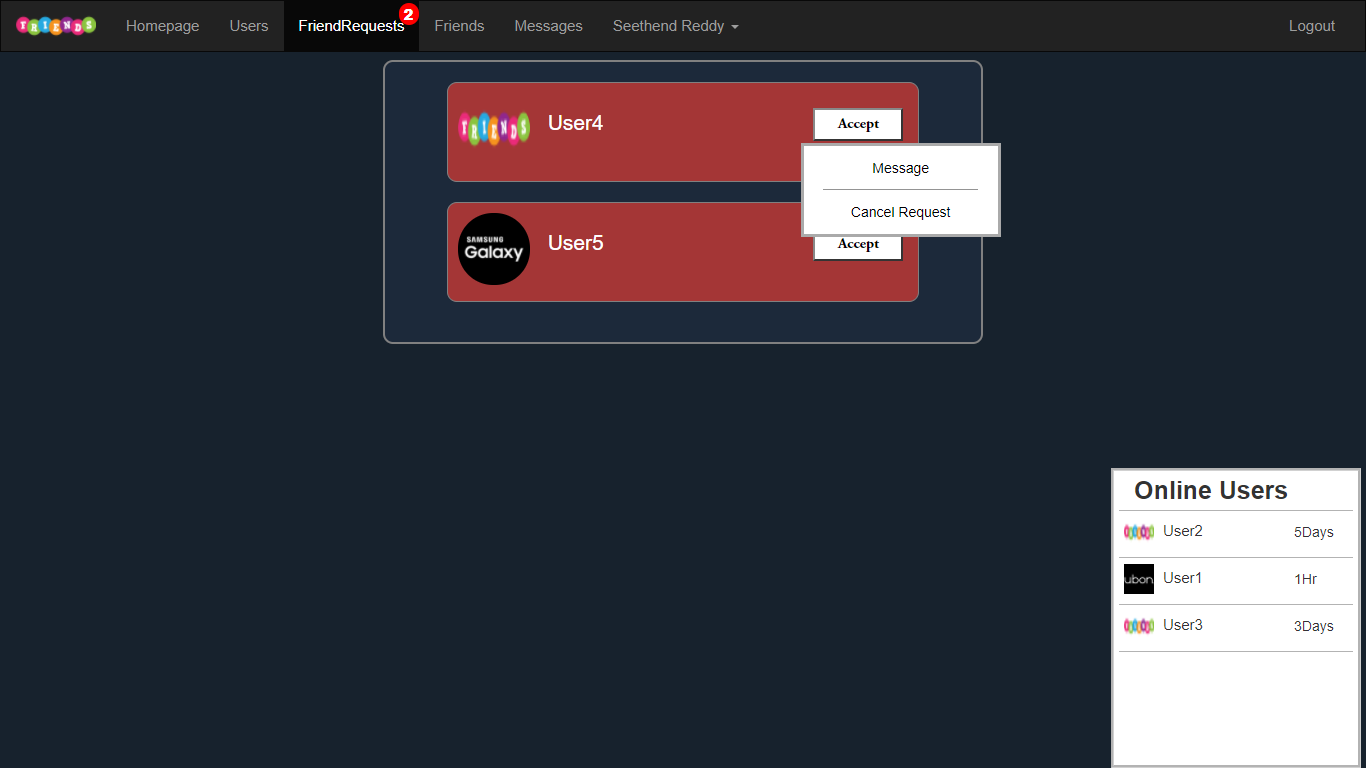 FRIENDS Homepage Users FriendRequests 2 Friends Messages Seethend Reddy Logout
FRIENDS User4 Accept
Message
Cancel Request
SAMSUNG
Galaxy User5 Accept
Online Users
User2 5Days
ubon User1 1Hr
User3 3Days